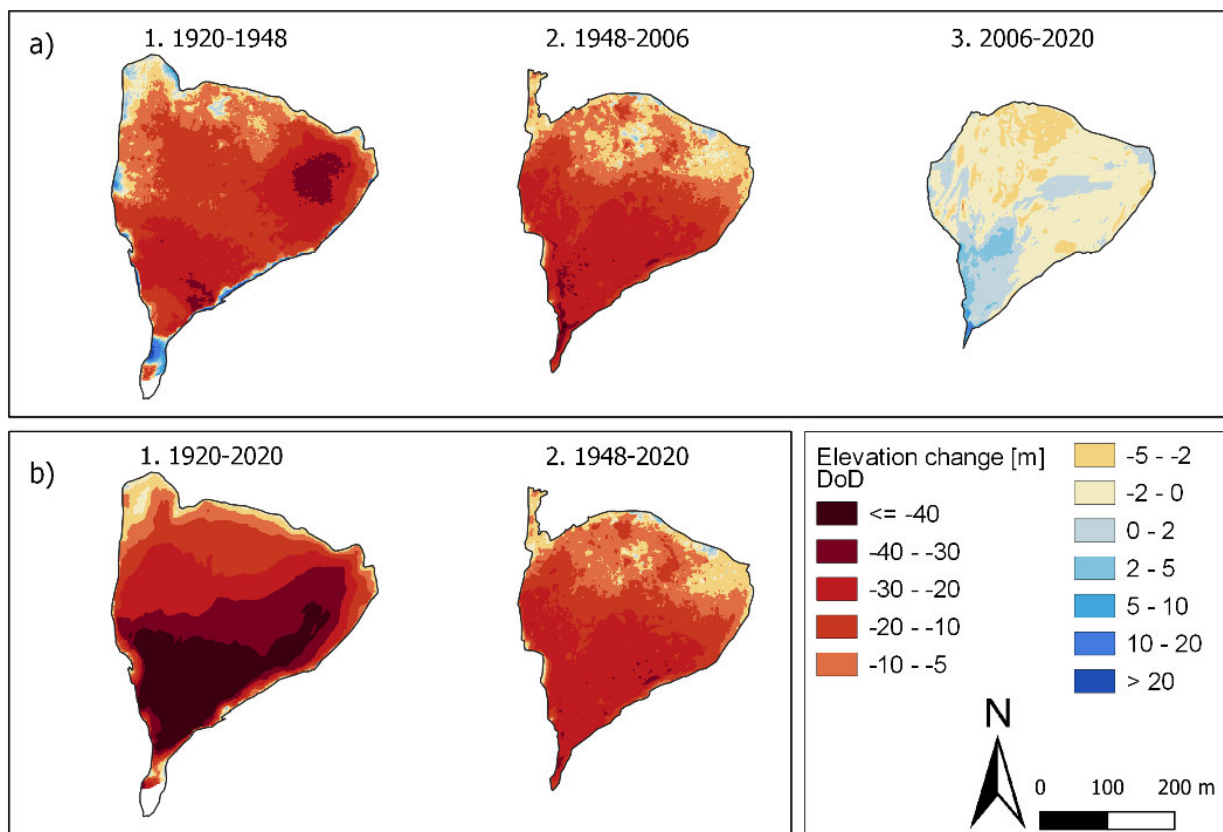 a)
1. 1920-1948
2. 1948-2006
3. 2006-2020
b)
1. 1920-2020
2. 1948-2020
Elevation change [m]
DoD
<= -40
-40 - -30
-30 - -20
-20 - -10
-10 - -5
-5 - -2
-2 - 0
0 - 2
2 - 5
5 - 10
10 - 20
> 20
N
0 100 200 m